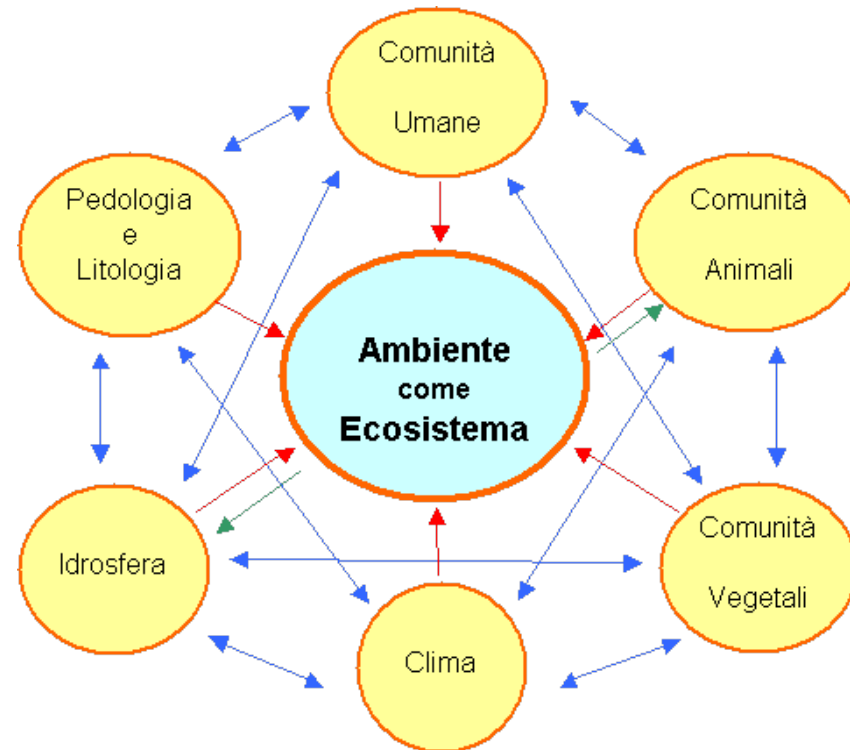 Comunità
Umane
Pedologia
e
Litologia
Comunità
Animali
Ambiente
come
Ecosistema
Idrosfera
Comunità
Vegetali
Clima